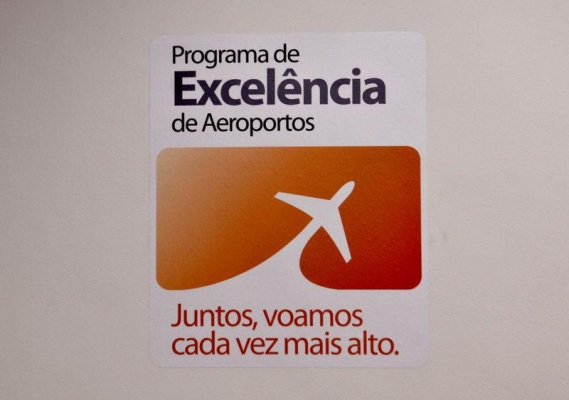 Programa de
Excelência
de Aeroportos
Juntos, voamos
cada vez mais alto.